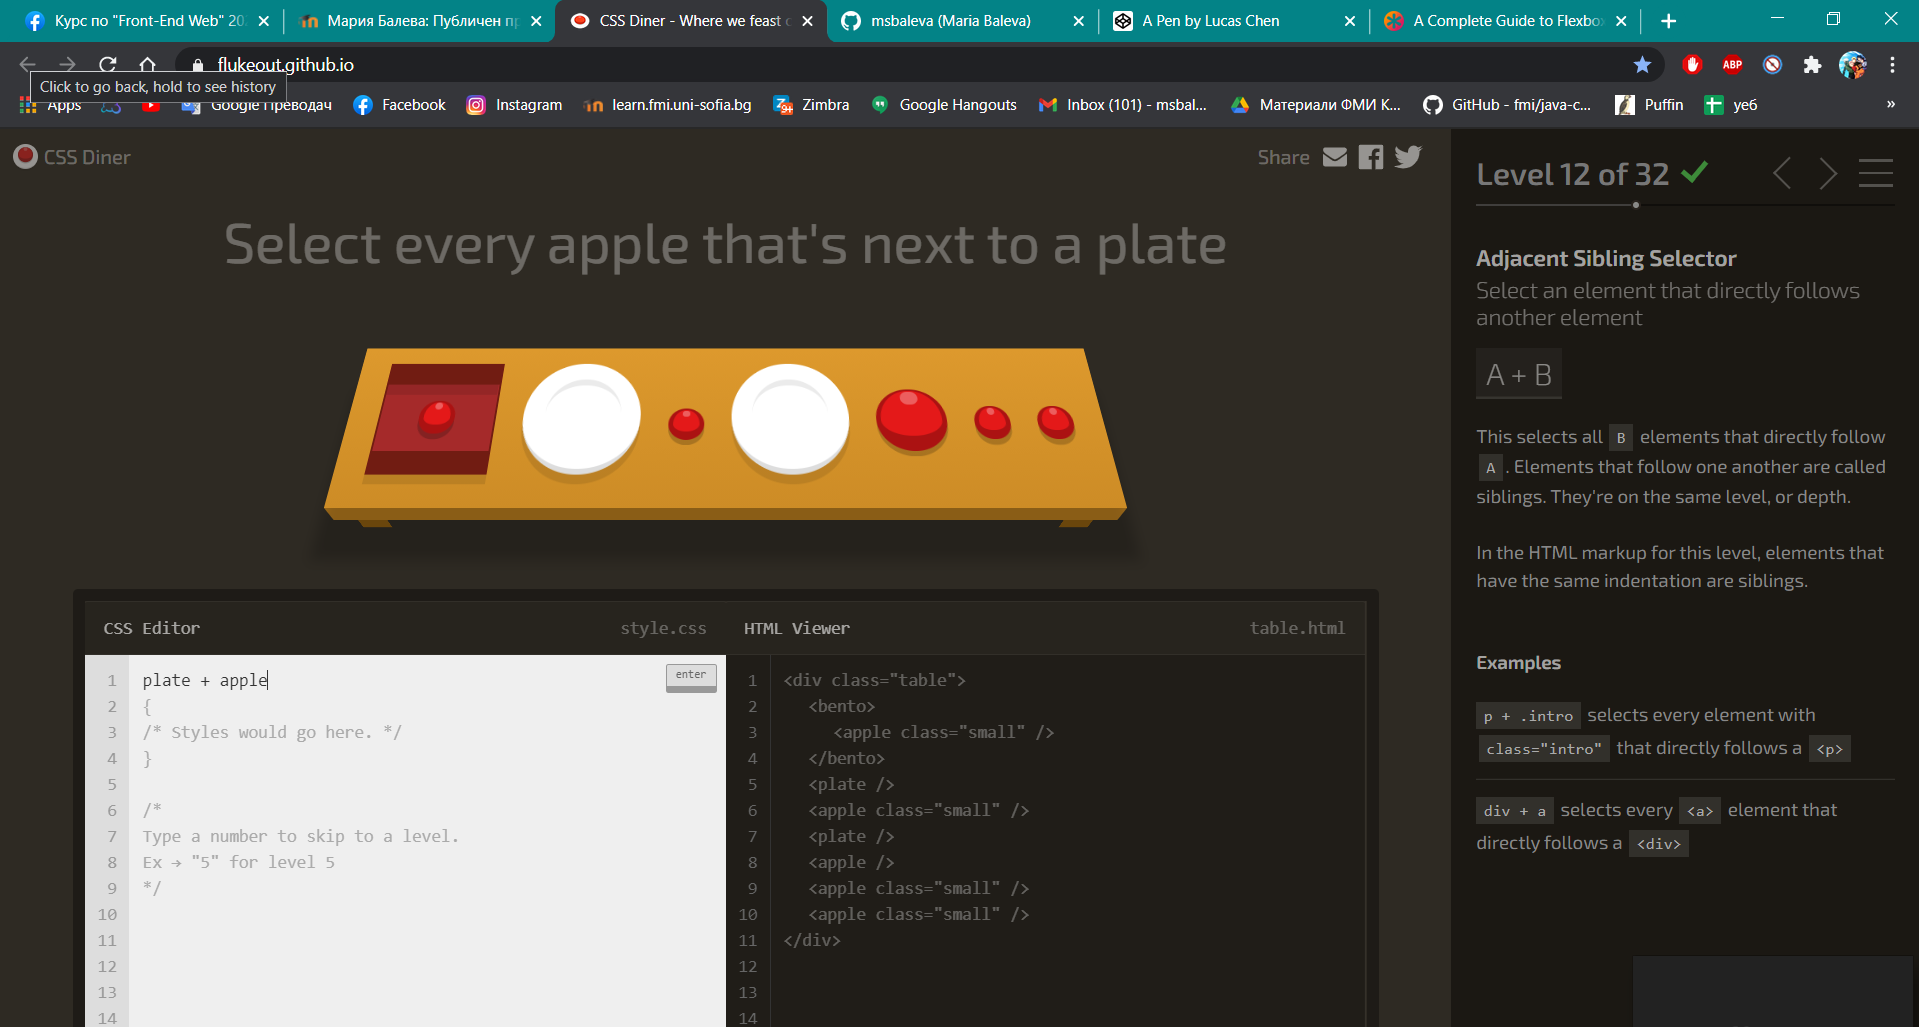 Курс по "Front-End Web" 20
Мария Балева: Публичен пр
CSS Diner - Where we feast o
msbaleva (Maria Baleva)
A Pen by Lucas Chen
A Complete Guide to Flexbox
flukeout.github.io
ABP
Click to go back, hold to see history
Apps
Google Преводач
Facebook
Instagram
learn.fmi.uni-sofia.bg
Zimbra
Google Hangouts
Inbox (101) - msbal...
Материали ФМИ К...
GitHub - fmi/java-c...
Puffin
уеб
»
CSS Diner
Share
Level 12 of 32
Select every apple that's next to a plate
Adjacent Sibling Selector
Select an element that directly follows
another element
A + B
This selects all B elements that directly follow
A . Elements that follow one another are called
siblings. They're on the same level, or depth.
In the HTML markup for this level, elements that
have the same indentation are siblings.
Examples
p + .intro selects every element with
class="intro" that directly follows a <p>
div + a selects every <a> element that
directly follows a <div>
CSS Editor
style.css
1 plate + apple
enter
2 {
3 /* Styles would go here. */
4 }
5
6 /*
7 Type a number to skip to a level.
8 Ex → "5" for level 5
9 */
10
11
12
13
14
HTML Viewer
table.html
1 <div class="table">
2 <bento>
3 <apple class="small" />
4 </bento>
5 <plate />
6 <apple class="small" />
7 <plate />
8 <apple />
9 <apple class="small" />
10 <apple class="small" />
11 </div>
12
13
14